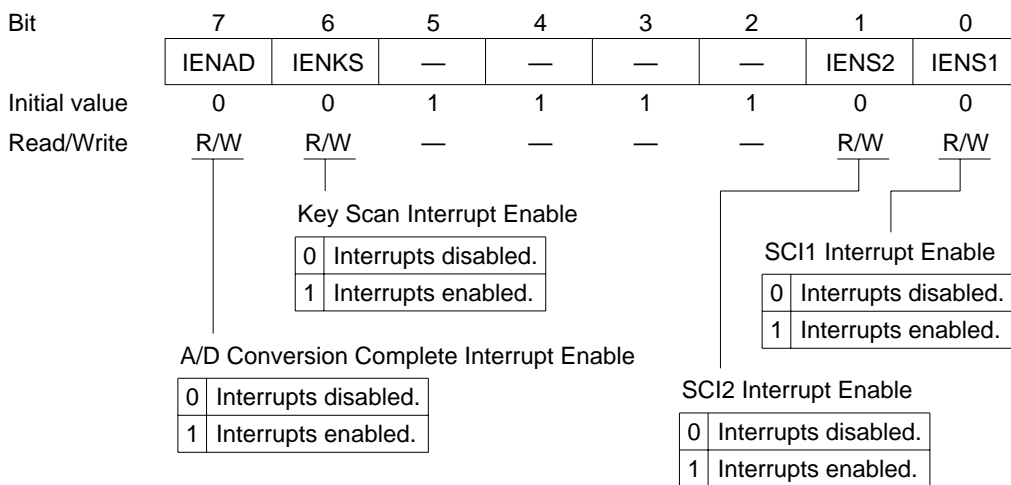 Bit 7 6 5 4 3 2 1 0
IENAD IENKS — — — — IENS2 IENS1
Initial value 0 0 1 1 1 1 0 0
Read/Write R/W R/W — — — — R/W R/W
Key Scan Interrupt Enable
0 Interrupts disabled.
1 Interrupts enabled.
SCI1 Interrupt Enable
0 Interrupts disabled.
1 Interrupts enabled.
A/D Conversion Complete Interrupt Enable
0 Interrupts disabled.
1 Interrupts enabled.
SCI2 Interrupt Enable
0 Interrupts disabled.
1 Interrupts enabled.